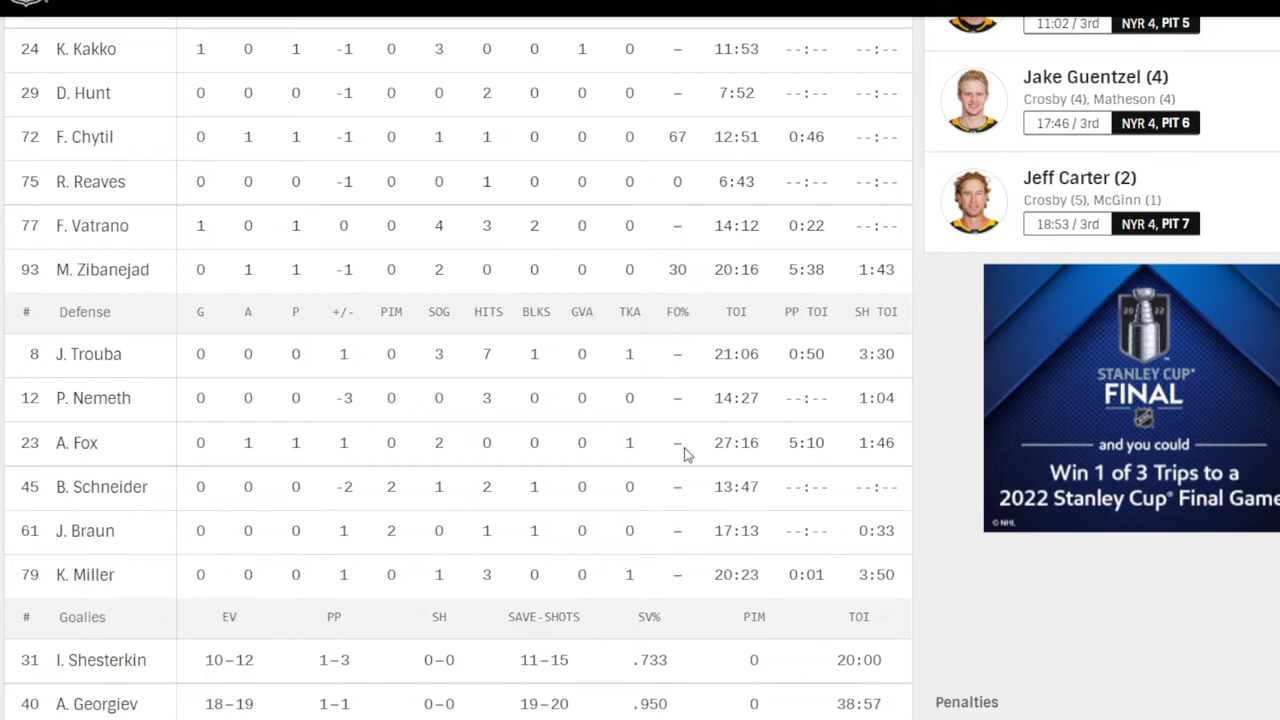 24 K. Kakko 1 0 1 -1 0 3 0 0 1 0 – 11:53 --:-- --:--
29 D. Hunt 0 0 0 -1 0 0 2 0 0 0 – 7:52 --:-- --:--
72 F. Chytil 0 1 1 -1 0 1 1 0 0 0 67 12:51 0:46 --:--
75 R. Reaves 0 0 0 -1 0 0 1 0 0 0 0 6:43 --:-- --:--
77 F. Vatrano 1 0 1 0 0 4 3 2 0 0 – 14:12 0:22 --:--
93 M. Zibanejad 0 1 1 -1 0 2 0 0 0 0 30 20:16 5:38 1:43
# Defense G A P +/- PIM SOG HITS BLKS GVA TKA FO% TOI PP TOI SH TOI
8 J. Trouba 0 0 0 1 0 3 7 1 0 1 – 21:06 0:50 3:30
12 P. Nemeth 0 0 0 -3 0 0 3 0 0 0 – 14:27 --:-- 1:04
23 A. Fox 0 1 1 1 0 2 0 0 0 1 – 27:16 5:10 1:46
45 B. Schneider 0 0 0 -2 2 1 2 1 0 0 – 13:47 --:-- --:--
61 J. Braun 0 0 0 1 2 0 1 1 0 0 – 17:13 --:-- 0:33
79 K. Miller 0 0 0 1 0 1 3 0 0 1 – 20:23 0:01 3:50
# Goalies EV PP SH SAVE-SHOTS SV% PIM TOI
31 I. Shesterkin 10–12 1–3 0–0 11–15 .733 0 20:00
40 A. Georgiev 18–19 1–1 0–0 19–20 .950 0 38:57
11:02 / 3rd NYR 4, PIT 5
Jake Guentzel (4)
Crosby (4), Matheson (4)
17:46 / 3rd NYR 4, PIT 6
Jeff Carter (2)
Crosby (5), McGinn (1)
18:53 / 3rd NYR 4, PIT 7
20 22
STANLEY CUP®
FINAL
and you could
Win 1 of 3 Trips to a
2022 Stanley Cup® Final Game
© NHL
Penalties